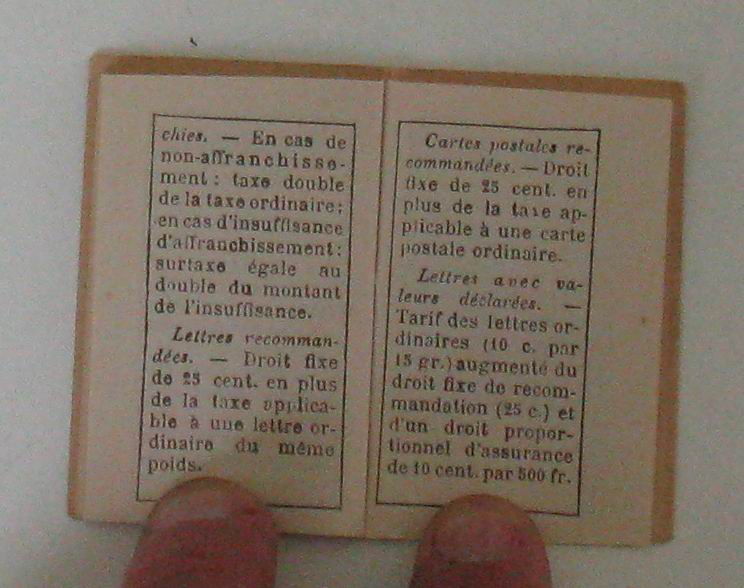 chies. — En cas de
non-affranchisse-
ment : taxe double
de la taxe ordinaire;
en cas d'insuffisance
d'affranchissement:
surtaxe égale au
double du montant
de l'insuffisance.
Lettres recomman-
dées. — Droit fixe
de 25 cent. en plus
de la taxe applica-
ble à une lettre or-
dinaire du même
poids.
Cartes postales re-
commandées. — Droit
fixe de 25 cent. en
plus de la taxe ap-
plicable à une carte
postale ordinaire.
Lettres avec va-
leurs déclarées. —
Tarif des lettres or-
dinaires (10 c. par
15 gr.) augmenté du
droit fixe de recom-
mandation (25 c.) et
d'un droit propor-
tionnel d'assurance
de 10 cent. par 500 fr.